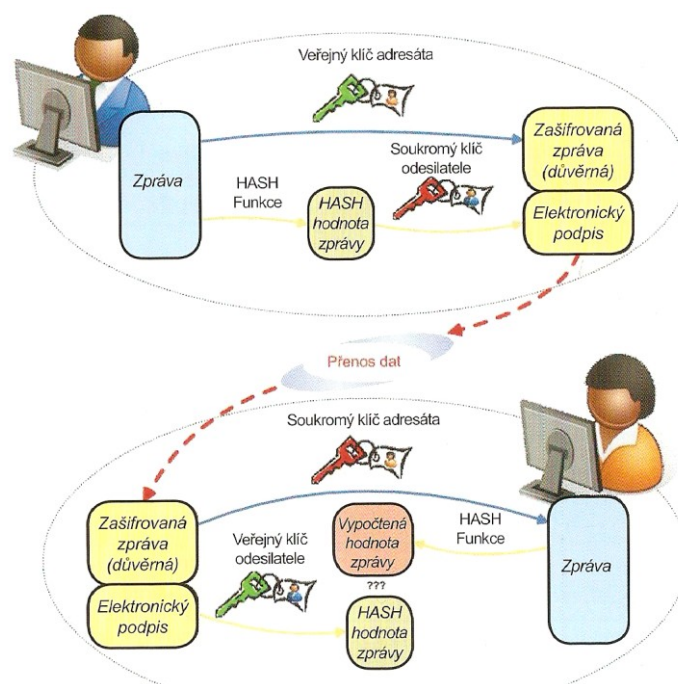 Veřejný klíč adresáta
Zpráva
HASH
Funkce
HASH
hodnota
zprávy
Soukromý klíč
odesilatele
Zašifrovaná
zpráva
(důvěrná)
Elektronický
podpis
Přenos dat
Soukromý klíč adresáta
Zašifrovaná
zpráva
(důvěrná)
Elektronický
podpis
Veřejný klíč
odesilatele
Vypočtená
hodnota
zprávy
???
HASH
hodnota
zprávy
HASH
Funkce
Zpráva